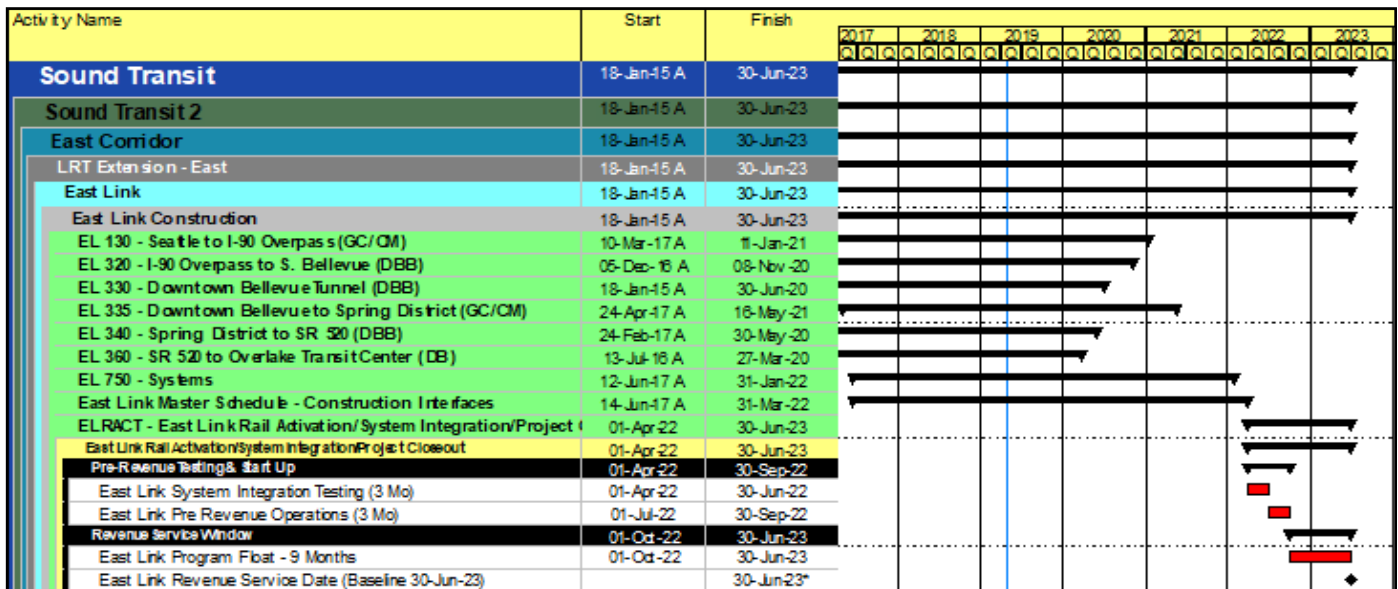 Activity Name Start Finish
2017 2018 2019 2020 2021 2022 2023
Q Q Q Q Q Q Q Q Q Q Q Q Q Q Q Q Q Q Q Q Q Q Q Q Q Q Q
Sound Transit 18-Jan-15 A 30-Jun-23
Sound Transit 2 18-Jan-15 A 30-Jun-23
East Corridor 18-Jan-15 A 30-Jun-23
LRT Extension - East 18-Jan-15 A 30-Jun-23
East Link 18-Jan-15 A 30-Jun-23
East Link Construction 18-Jan-15 A 30-Jun-23
EL 130 - Seattle to I-90 Overpass (GC/CM) 10-Mar-17 A 11-Jan-21
EL 320 - I-90 Overpass to S. Bellevue (DBB) 05-Dec-16 A 08-Nov-20
EL 330 - Downtown Bellevue Tunnel (DBB) 18-Jan-15 A 30-Jun-20
EL 335 - Downtown Bellevue to Spring District (GC/CM) 24-Apr-17 A 16-May-21
EL 340 - Spring District to SR 520 (DBB) 24-Feb-17 A 30-May-20
EL 360 - SR 520 to Overlake Transit Center (DB) 13-Jul-16 A 27-Mar-20
EL 750 - Systems 12-Jun-17 A 31-Jan-22
East Link Master Schedule - Construction Interfaces 14-Jun-17 A 31-Mar-22
ELRACT - East Link Rail Activation/System Integration/Project 01-Apr-22 30-Jun-23
East Link Rail Activation/System Integration/Project Closeout 01-Apr-22 30-Jun-23
Pre-Revenue Testing & Start Up 01-Apr-22 30-Sep-22
East Link System Integration Testing (3 Mo) 01-Apr-22 30-Jun-22
East Link Pre Revenue Operations (3 Mo) 01-Jul-22 30-Sep-22
Revenue Service Window 01-Oct-22 30-Jun-23
East Link Program Float - 9 Months 01-Oct-22 30-Jun-23
East Link Revenue Service Date (Baseline 30-Jun-23) 30-Jun-23*